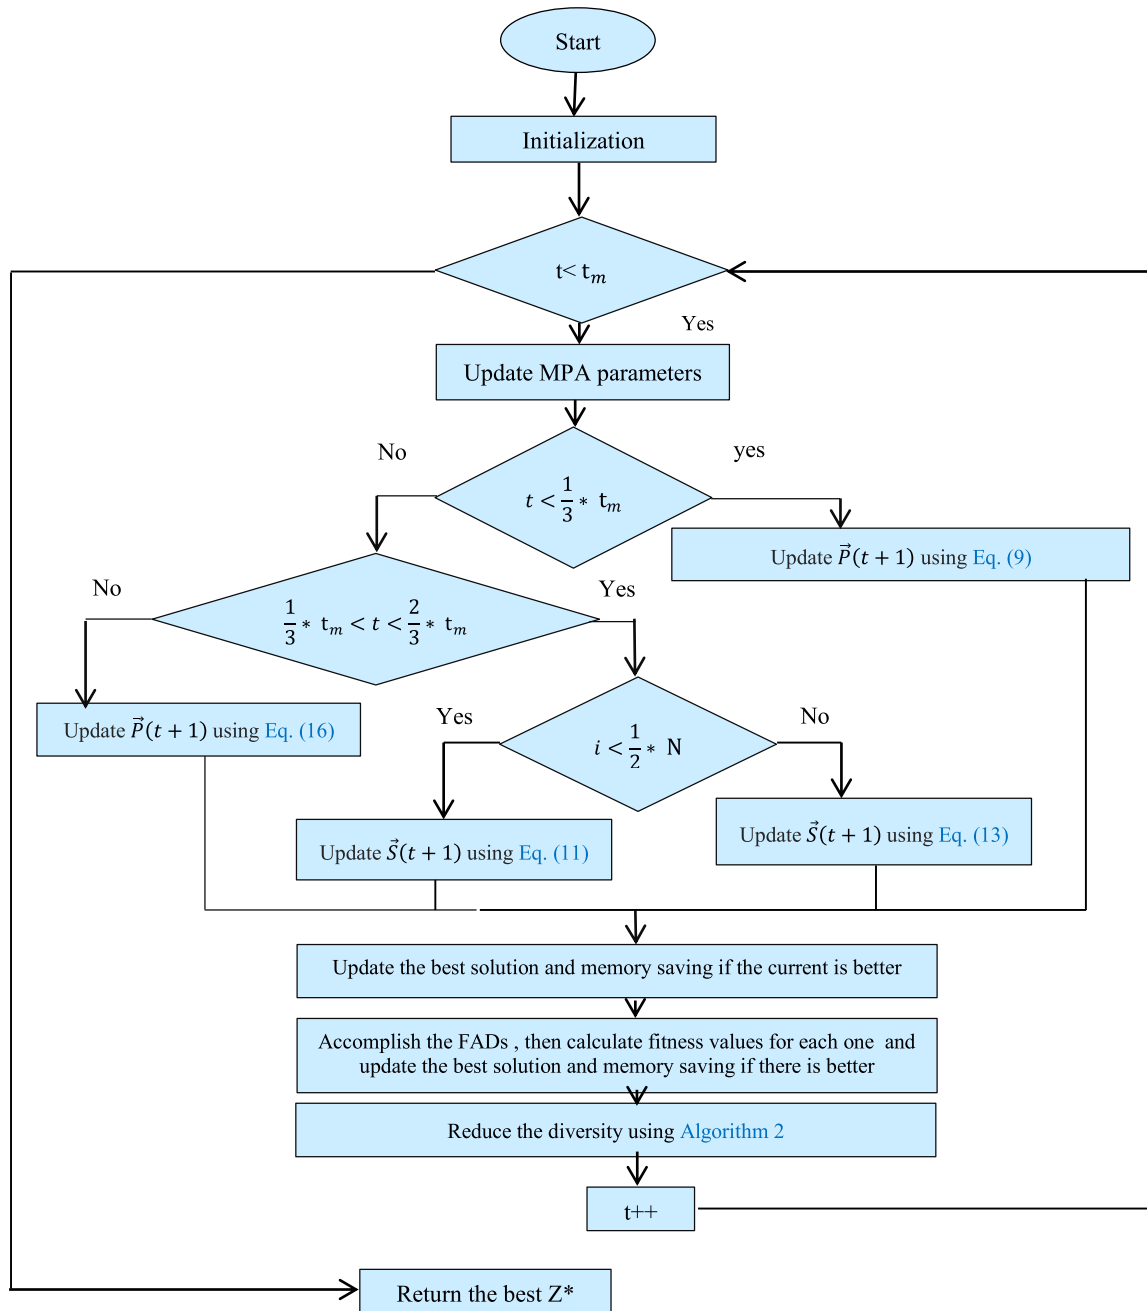 Start
Initialization
t< tₘ
Yes
Update MPA parameters
No
yes
t < 1/3 * tₘ
Update P⃗(t + 1) using Eq. (9)
No
Yes
1/3 * tₘ < t < 2/3 * tₘ
Update P⃗(t + 1) using Eq. (16)
Yes
No
i < 1/2 * N
Update S⃗(t + 1) using Eq. (11)
Update S⃗(t + 1) using Eq. (13)
Update the best solution and memory saving if the current is better
Accomplish the FADs , then calculate fitness values for each one and
update the best solution and memory saving if there is better
Reduce the diversity using Algorithm 2
t++
Return the best Z*